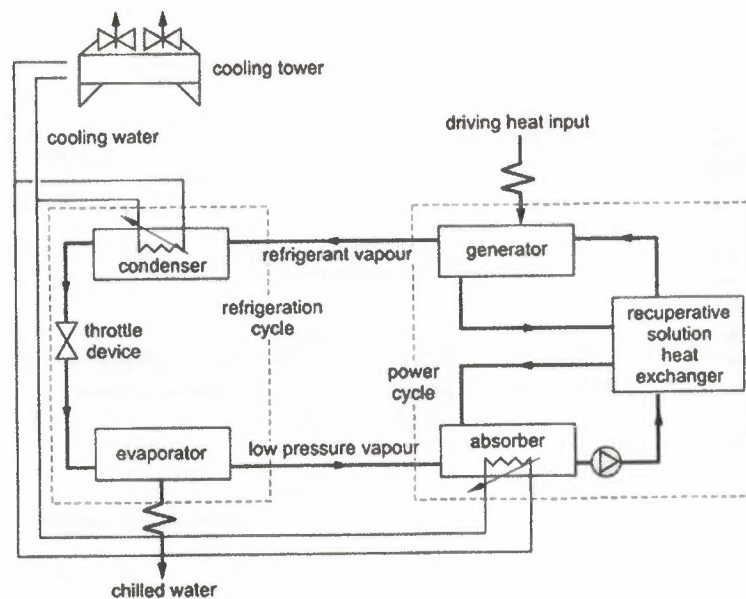 cooling tower
cooling water
driving heat input
condenser
refrigerant vapour
generator
throttle
device
refrigeration
cycle
recuperative
solution
heat
exchanger
power
cycle
evaporator
low pressure vapour
absorber
chilled water